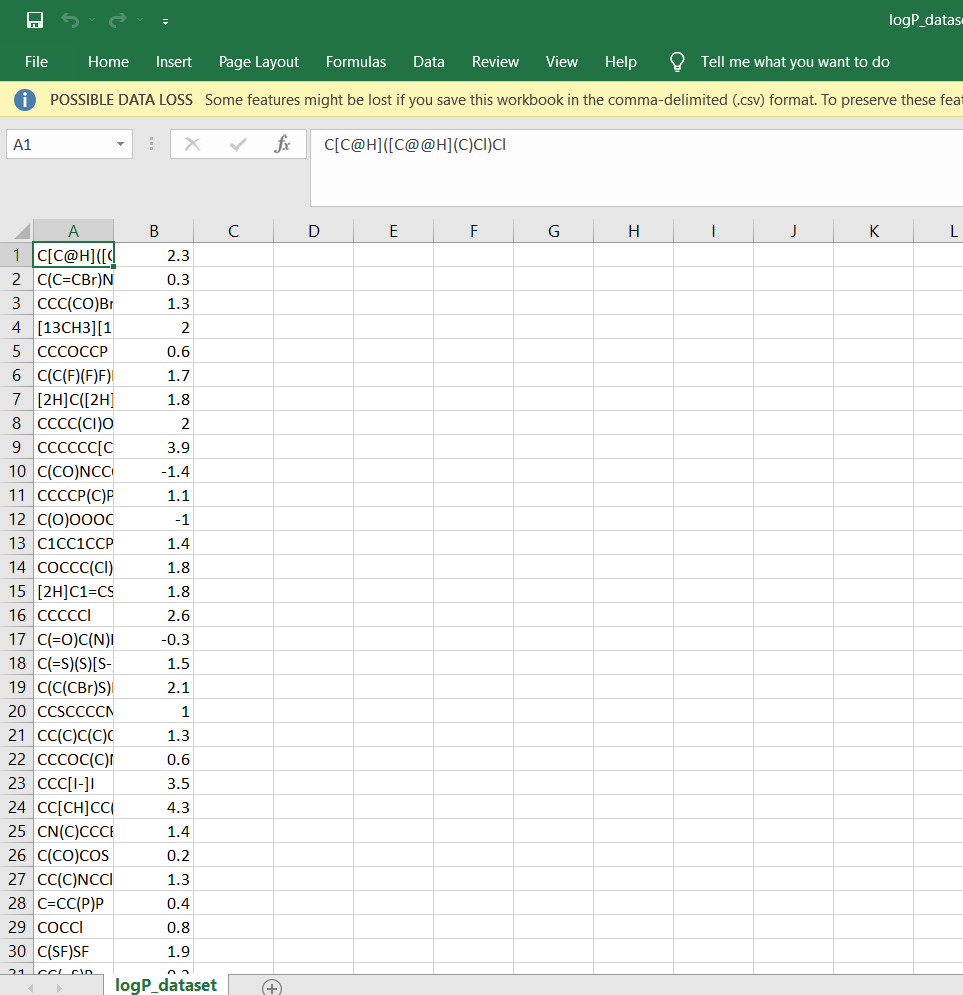 logP_datas
File Home Insert Page Layout Formulas Data Review View Help Tell me what you want to do
i POSSIBLE DATA LOSS Some features might be lost if you save this workbook in the comma-delimited (.csv) format. To preserve these fea
A1 fx C[C@H]([C@@H](C)Cl)Cl
A B C D E F G H I J K L
1 C[C@H]([C 2.3
2 C(C=CBr)N 0.3
3 CCC(CO)Br 1.3
4 [13CH3][1 2
5 CCCOCCP 0.6
6 C(C(F)(F)F) 1.7
7 [2H]C([2H] 1.8
8 CCCC(Cl)O 2
9 CCCCCC[C 3.9
10 C(CO)NCC -1.4
11 CCCCP(C)P 1.1
12 C(O)OOOC -1
13 C1CC1CCP 1.4
14 COCCC(Cl) 1.8
15 [2H]C1=CS 1.8
16 CCCCCl 2.6
17 C(=O)C(N) -0.3
18 C(=S)(S)[S- 1.5
19 C(C(CBr)S) 2.1
20 CCSCCCCN 1
21 CC(C)C(C) 1.3
22 CCCOC(C) 0.6
23 CCC[I-]I 3.5
24 CC[CH]CC( 4.3
25 CN(C)CCC 1.4
26 C(CO)COS 0.2
27 CC(C)NCCl 1.3
28 C=CC(P)P 0.4
29 COCCl 0.8
30 C(SF)SF 1.9
31
logP_dataset